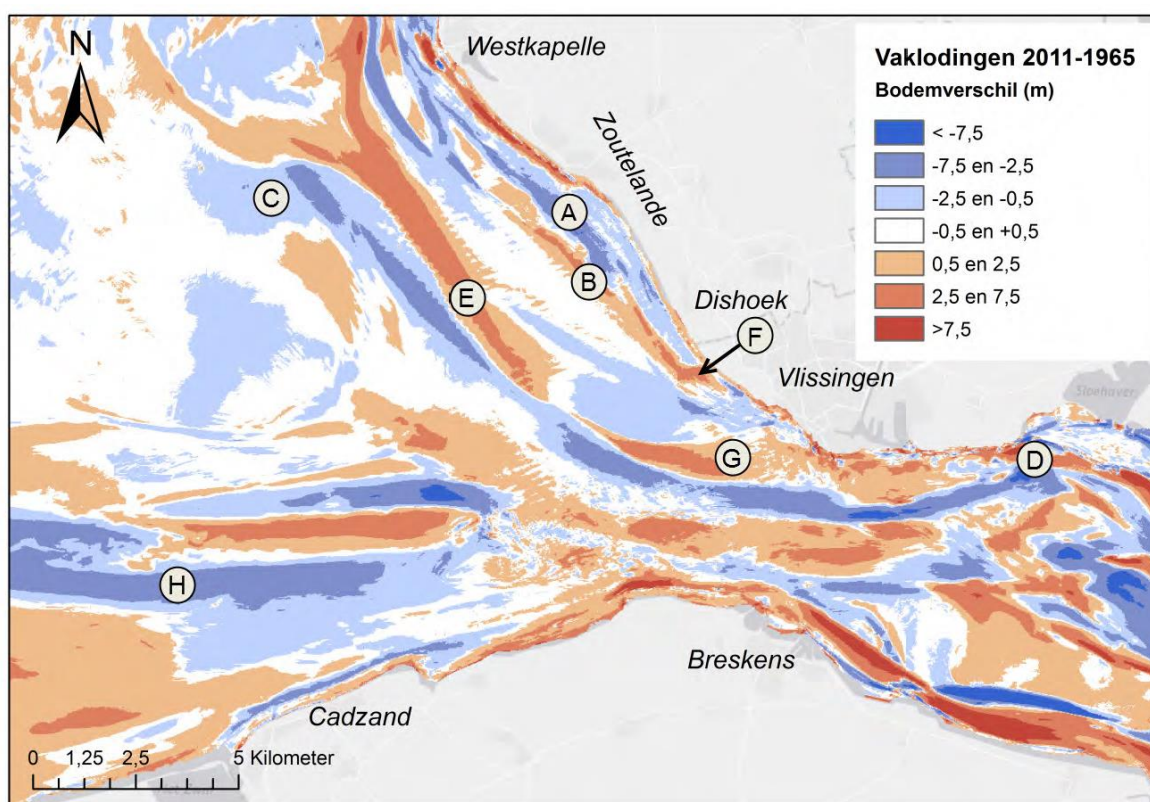 N
Westkapelle
Zoutelande
Dishoek
Vlissingen
Breskens
Cadzand
A
B
C
D
E
F
G
H
Vaklodingen 2011-1965
Bodemverschil (m)
< -7,5
-7,5 en -2,5
-2,5 en -0,5
-0,5 en +0,5
0,5 en 2,5
2,5 en 7,5
>7,5
Sloehaven
0 1,25 2,5 5 Kilometer